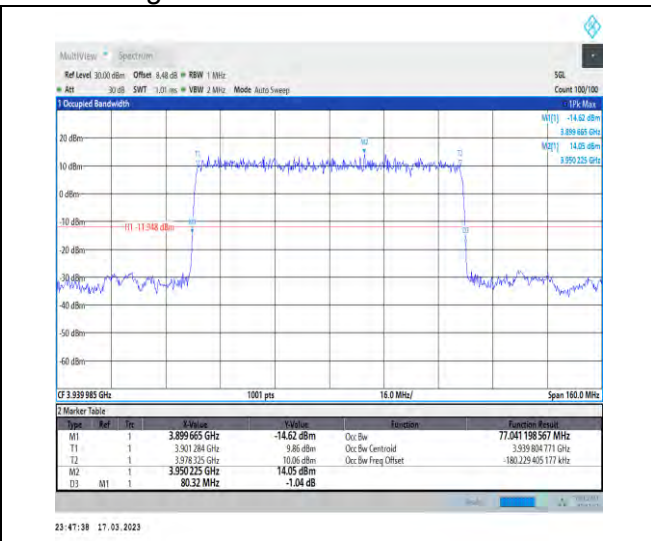 MultiView Spectrum
Ref Level 30.00 dBm Offset 8.48 dB RBW 1 MHz SGL
Att 30 dB SWT 1.01 ms VBW 2 MHz Mode Auto Sweep Count 100/100
1 Occupied Bandwidth 1Pk Max
M1[1] -14.62 dBm
3.899 665 GHz
M2[1] 14.05 dBm
3.950 225 GHz
20 dBm
M2
T1 T2
10 dBm
0 dBm
-10 dBm
M1
H1 -11.948 dBm
D3
-20 dBm
-30 dBm
-40 dBm
-50 dBm
-60 dBm
CF 3.939 985 GHz 1001 pts 16.0 MHz/ Span 160.0 MHz
2 Marker Table
Type Ref Trc X-Value Y-Value Function Function Result
M1 1 3.899 665 GHz -14.62 dBm Occ Bw 77.041 198 567 MHz
T1 1 3.901 284 GHz 9.86 dBm Occ Bw Centroid 3.939 804 771 GHz
T2 1 3.978 325 GHz 10.06 dBm Occ Bw Freq Offset -180.229 405 177 kHz
M2 1 3.950 225 GHz 14.05 dBm
D3 M1 1 80.32 MHz -1.04 dB
23:47:38 17.03.2023